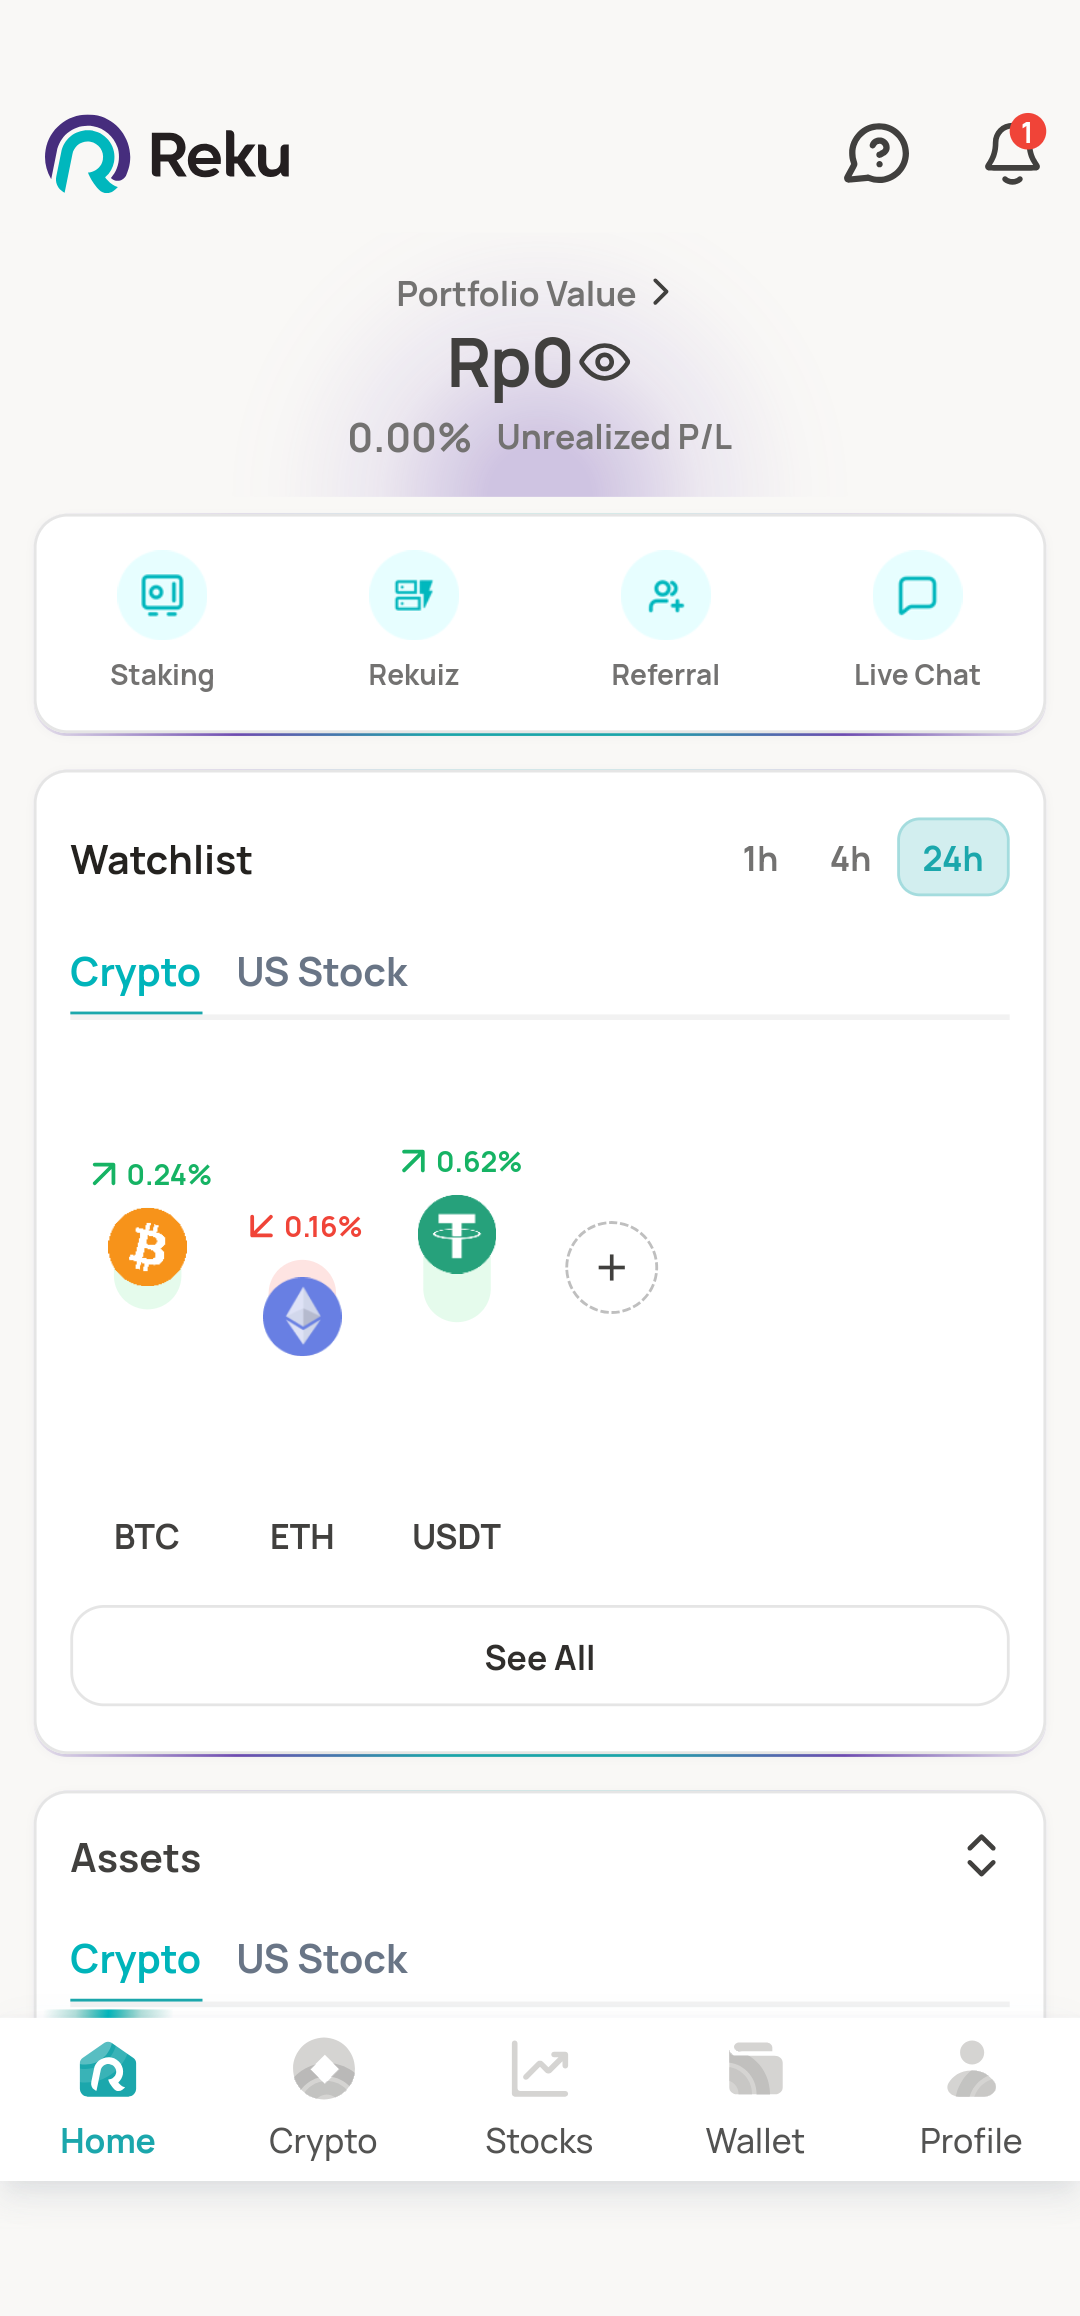 Reku
1
Portfolio Value
Rp0
0.00% Unrealized P/L
Staking Rekuiz Referral Live Chat
Watchlist 1h 4h 24h
Crypto US Stock
0.24% 0.16% 0.62%
BTC ETH USDT
See All
Assets
Crypto US Stock
Home Crypto Stocks Wallet Profile